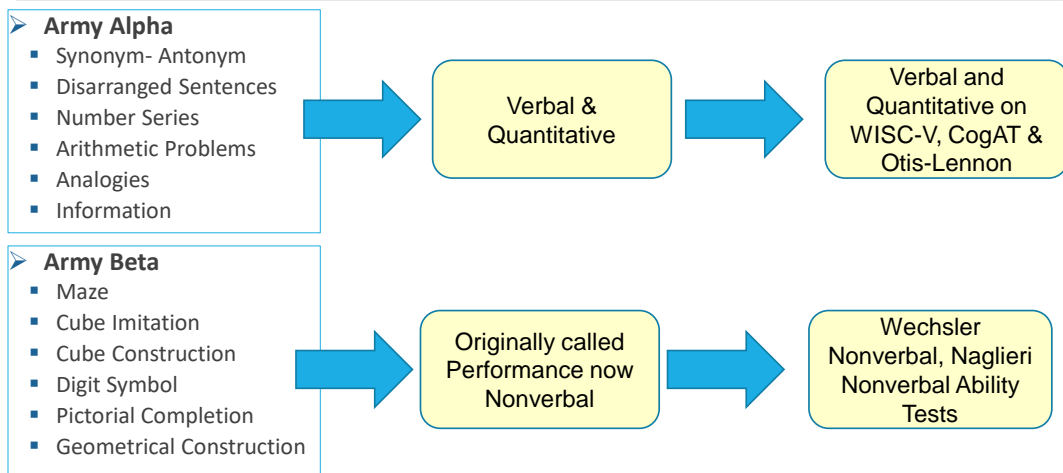 Army Alpha
Synonym- Antonym
Disarranged Sentences
Number Series
Arithmetic Problems
Analogies
Information
Verbal &
Quantitative
Verbal and
Quantitative on
WISC-V, CogAT &
Otis-Lennon
Army Beta
Maze
Cube Imitation
Cube Construction
Digit Symbol
Pictorial Completion
Geometrical Construction
Originally called
Performance now
Nonverbal
Wechsler
Nonverbal, Naglieri
Nonverbal Ability
Tests